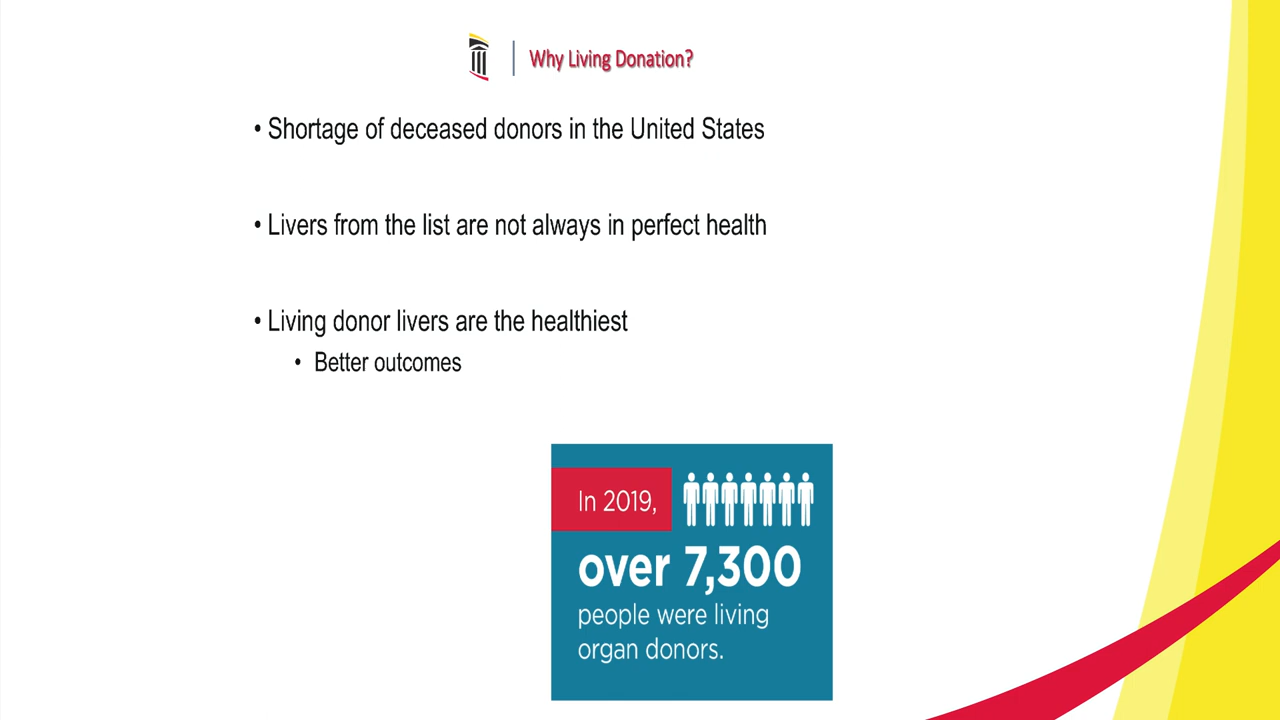 Why Living Donation?
• Shortage of deceased donors in the United States
• Livers from the list are not always in perfect health
• Living donor livers are the healthiest
• Better outcomes
In 2019,
over 7,300
people were living
organ donors.